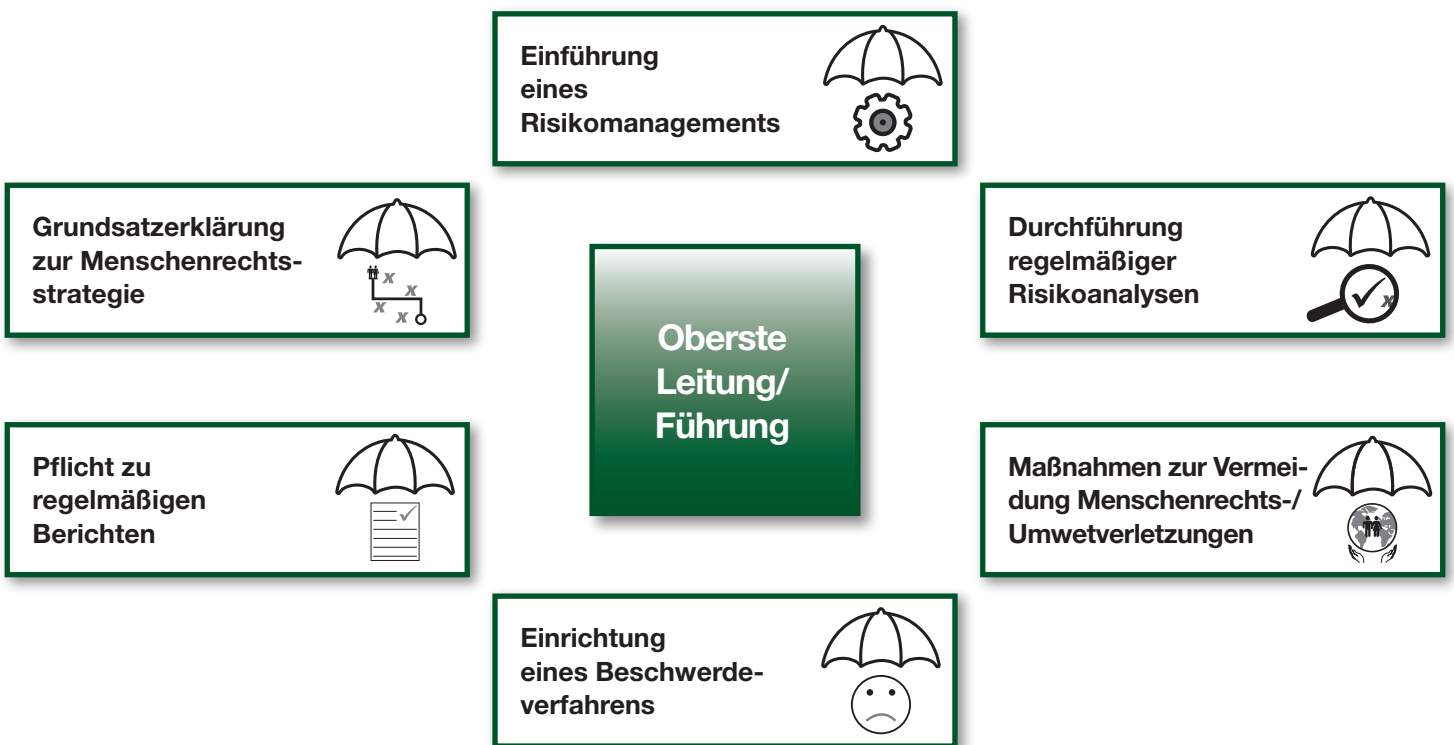 Einführung
eines
Risikomanagements
Grundsatzerklärung
zur Menschenrechts-
strategie
Durchführung
regelmäßiger
Risikoanalysen
Oberste
Leitung/
Führung
Pflicht zu
regelmäßigen
Berichten
Maßnahmen zur Vermei-
dung Menschenrechts-/
Umwetverletzungen
Einrichtung
eines Beschwerde-
verfahrens